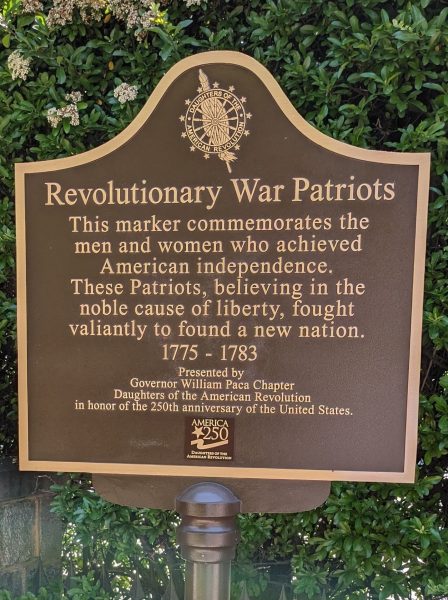 DAUGHTERS OF THE
AMERICAN REVOLUTION
Revolutionary War Patriots
This marker commemorates the
men and women who achieved
American independence.
These Patriots, believing in the
noble cause of liberty, fought
valiantly to found a new nation.
1775 - 1783
Presented by
Governor William Paca Chapter
Daughters of the American Revolution
in honor of the 250th anniversary of the United States.
AMERICA
250
DAUGHTERS OF THE
AMERICAN REVOLUTION